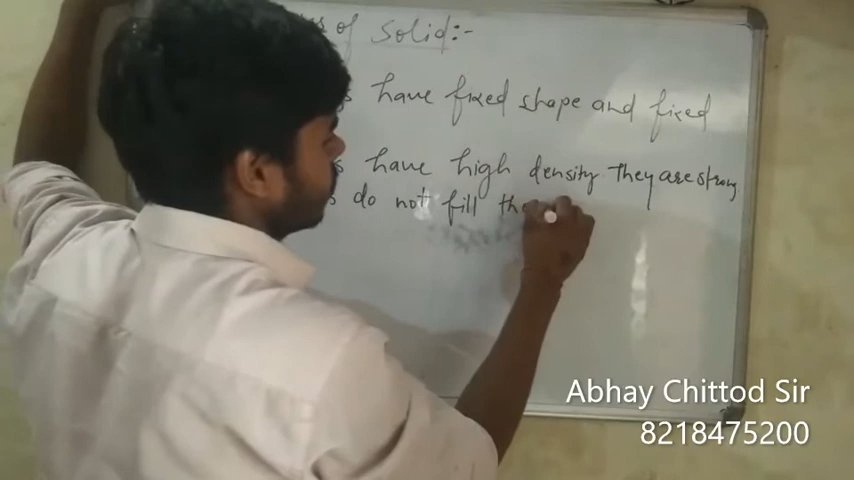 of Solid:-
have fixed shape and fixed
have high density They are strong
do not fill the
Abhay Chittod Sir
8218475200